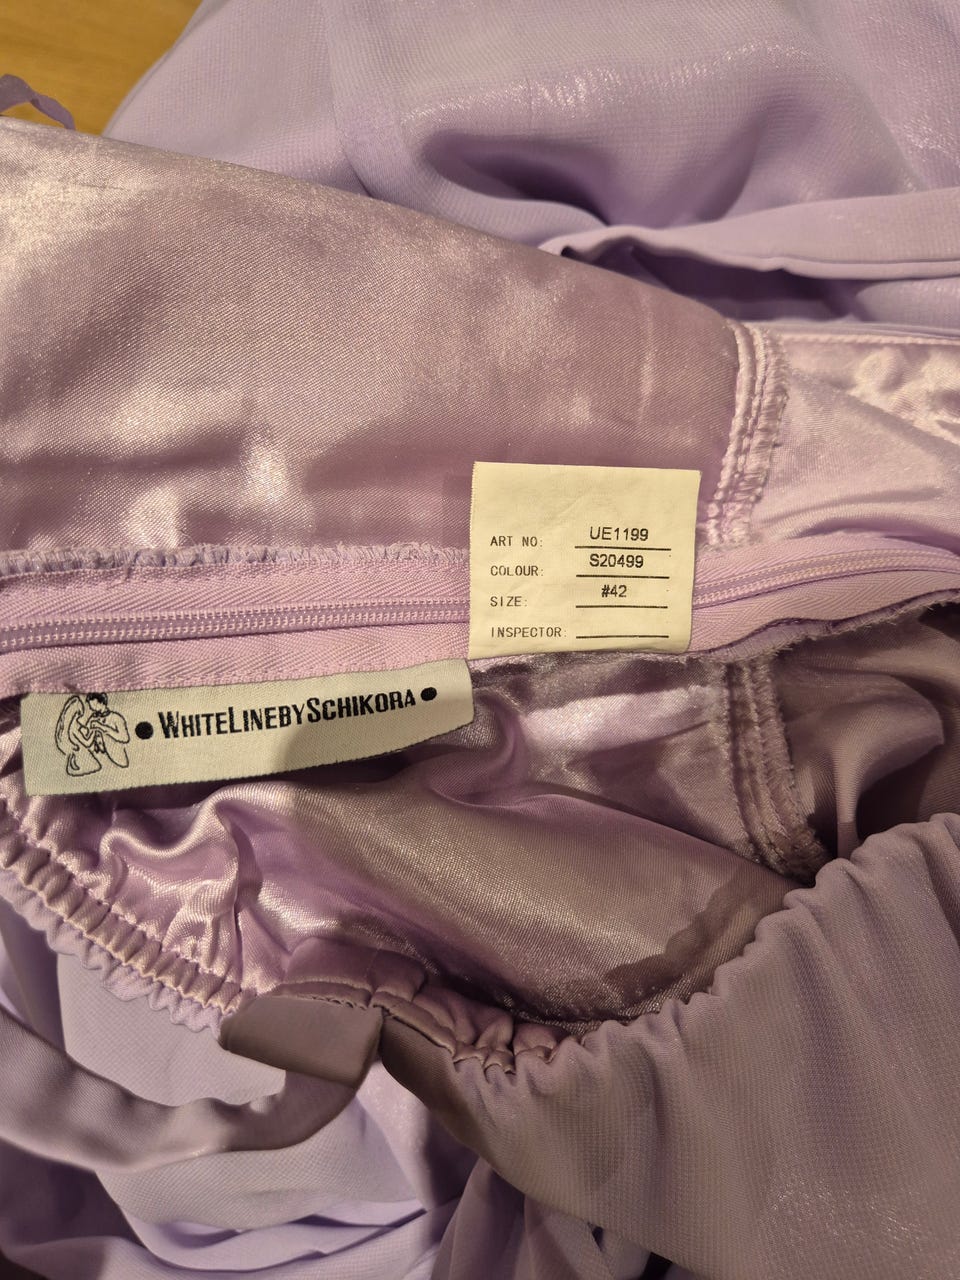 ART NO: UE1199
COLOUR: S20499
SIZE: #42
INSPECTOR:
• WHITELINEBYSCHIKORA •